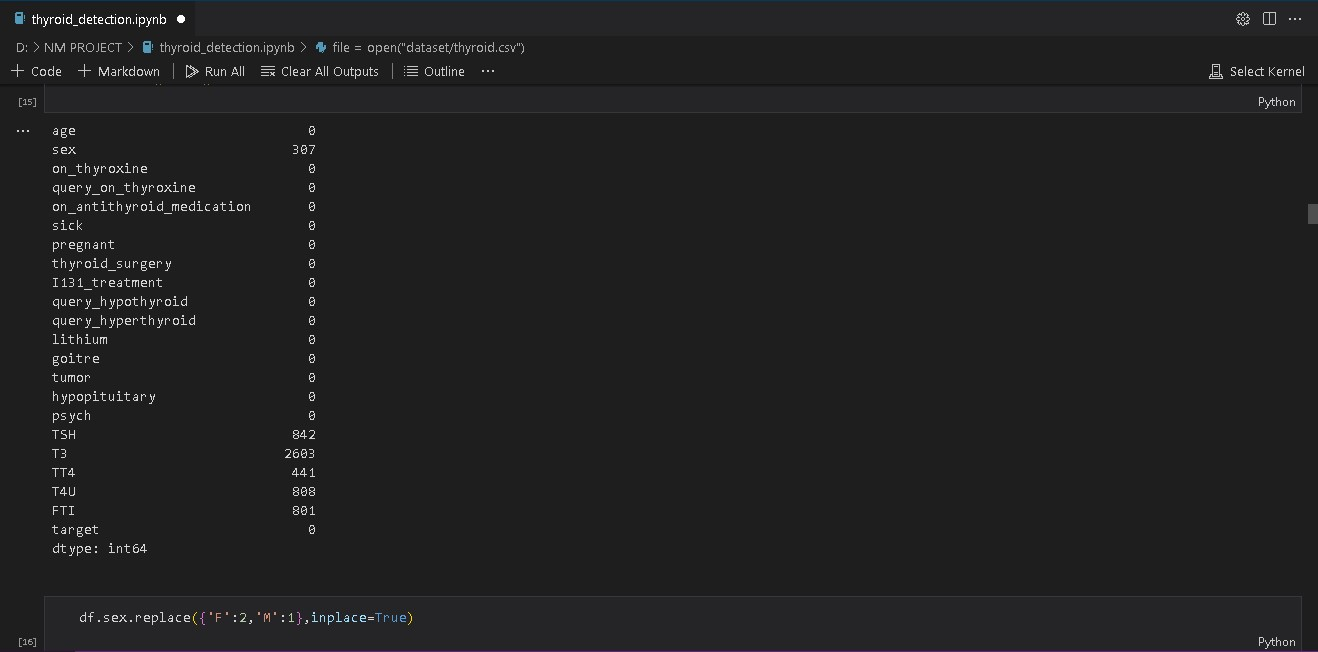 thyroid_detection.ipynb ●
D: > NM PROJECT > thyroid_detection.ipynb > file = open("dataset/thyroid.csv")
+ Code + Markdown | Run All Clear All Outputs | Outline ... Select Kernel
[15] Python
... age 0
sex 307
on_thyroxine 0
query_on_thyroxine 0
on_antithyroid_medication 0
sick 0
pregnant 0
thyroid_surgery 0
I131_treatment 0
query_hypothyroid 0
query_hyperthyroid 0
lithium 0
goitre 0
tumor 0
hypopituitary 0
psych 0
TSH 842
T3 2603
TT4 441
T4U 808
FTI 801
target 0
dtype: int64
df.sex.replace({'F':2,'M':1},inplace=True)
[16] Python